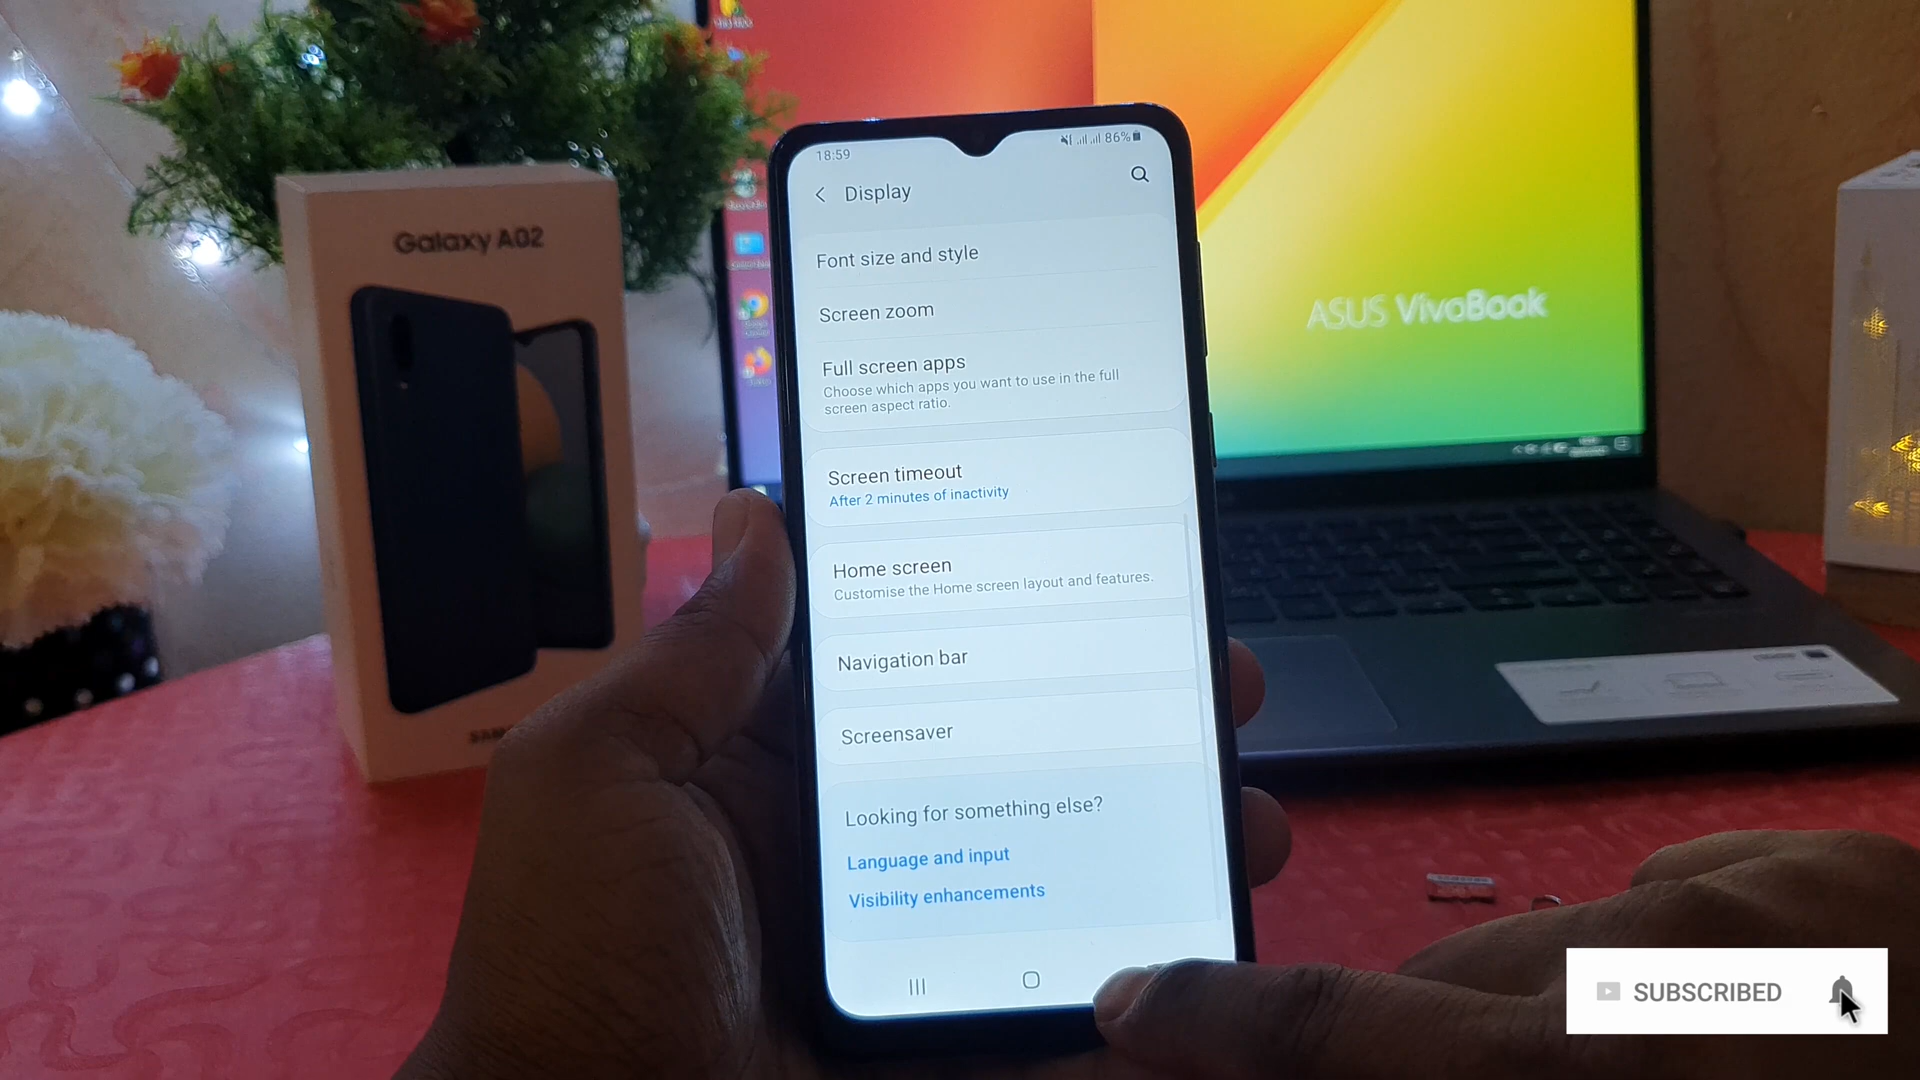 Galaxy A02
18:59
86%
Display
Font size and style
Screen zoom
Full screen apps
Choose which apps you want to use in the full
screen aspect ratio.
Screen timeout
After 2 minutes of inactivity
Home screen
Customise the Home screen layout and features.
Navigation bar
Screensaver
Looking for something else?
Language and input
Visibility enhancements
ASUS VivoBook
SUBSCRIBED